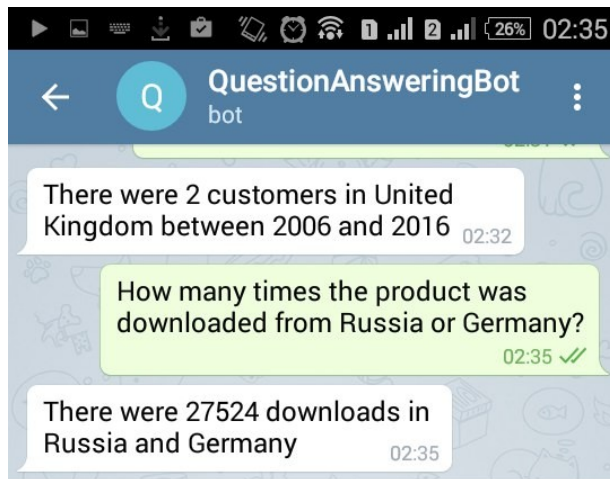 1 2 26% 02:35
Q QuestionAnsweringBot
bot
There were 2 customers in United
Kingdom between 2006 and 2016 02:32
How many times the product was
downloaded from Russia or Germany?
02:35
There were 27524 downloads in
Russia and Germany 02:35